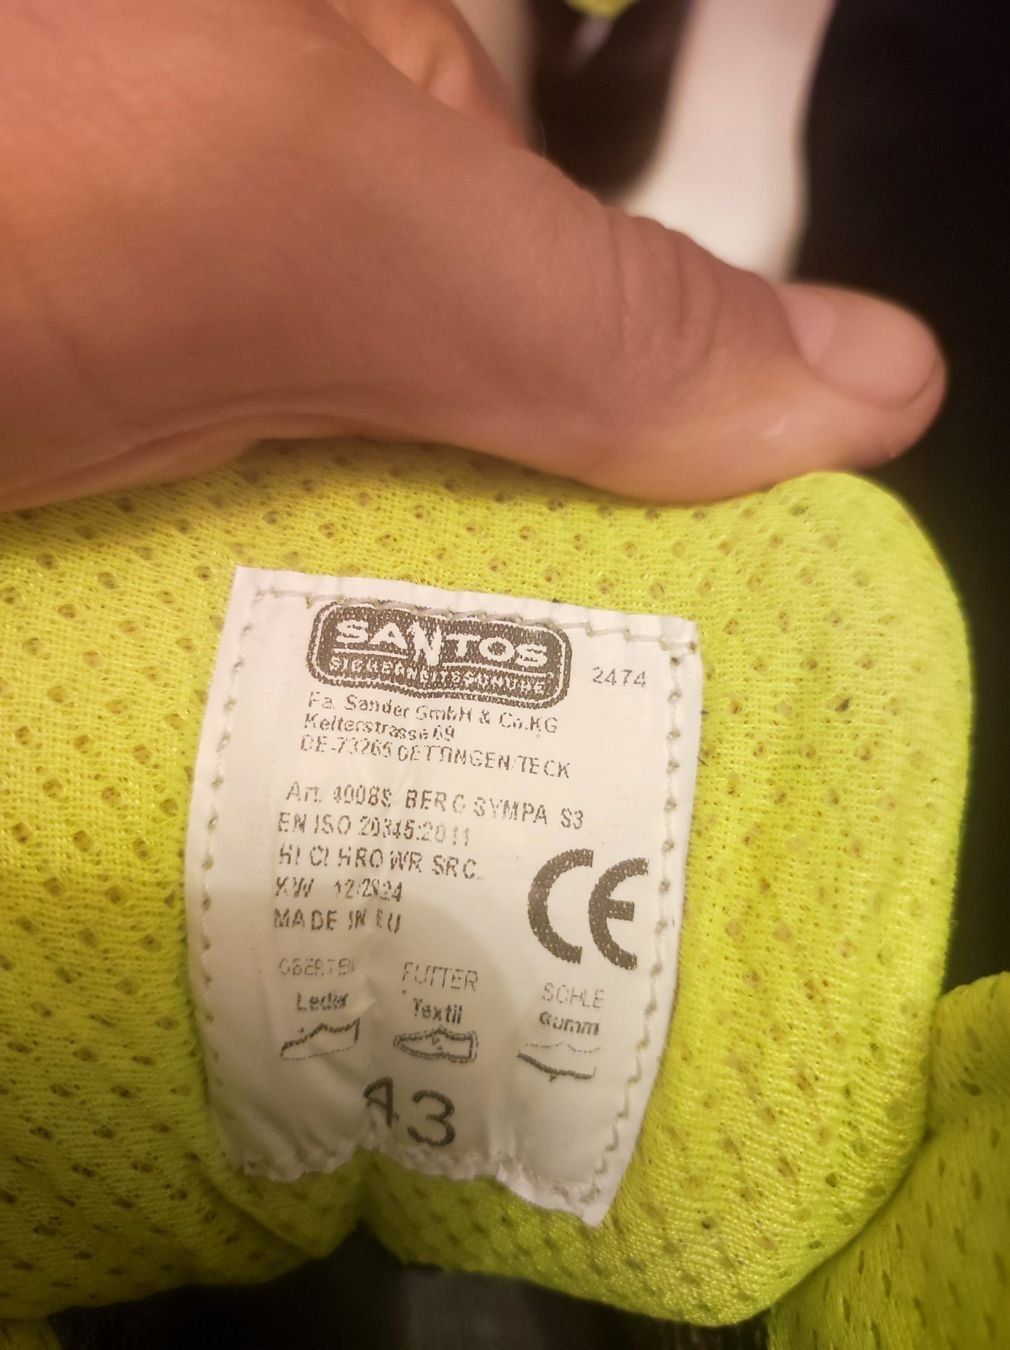 SANTOS
SICHERHEITSSCHUHE
2474
Fa. Sander GmbH & Co.KG
Kelterstrasse 69
DE-73265 DETTINGEN/TECK
Art. 4008S BERG SYMPA S3
EN ISO 20345:2011
HI CI HRO WR SRC
KW 12/2024
MADE IN EU
CE
OBERTEIL FUTTER SOHLE
Leder Textil Gummi
43